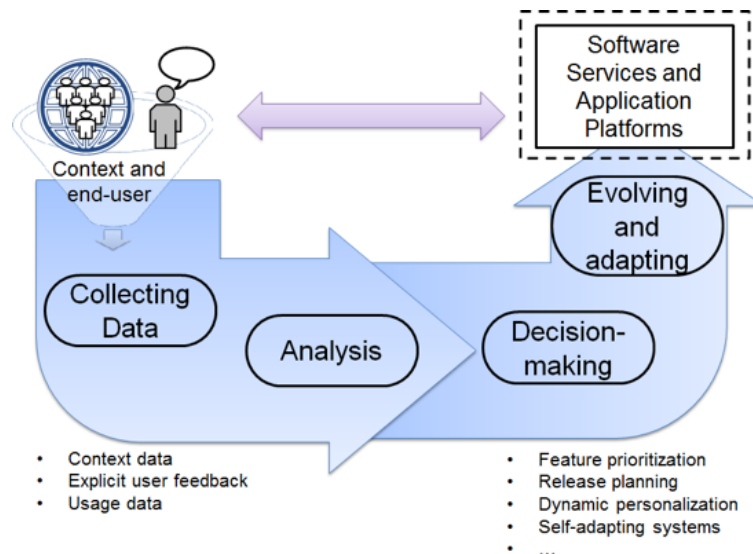 Software
Services and
Application
Platforms
Context and
end-user
Evolving
and
adapting
Collecting
Data
Analysis
Decision-
making
• Context data
• Explicit user feedback
• Usage data
• Feature prioritization
• Release planning
• Dynamic personalization
• Self-adapting systems
• ...